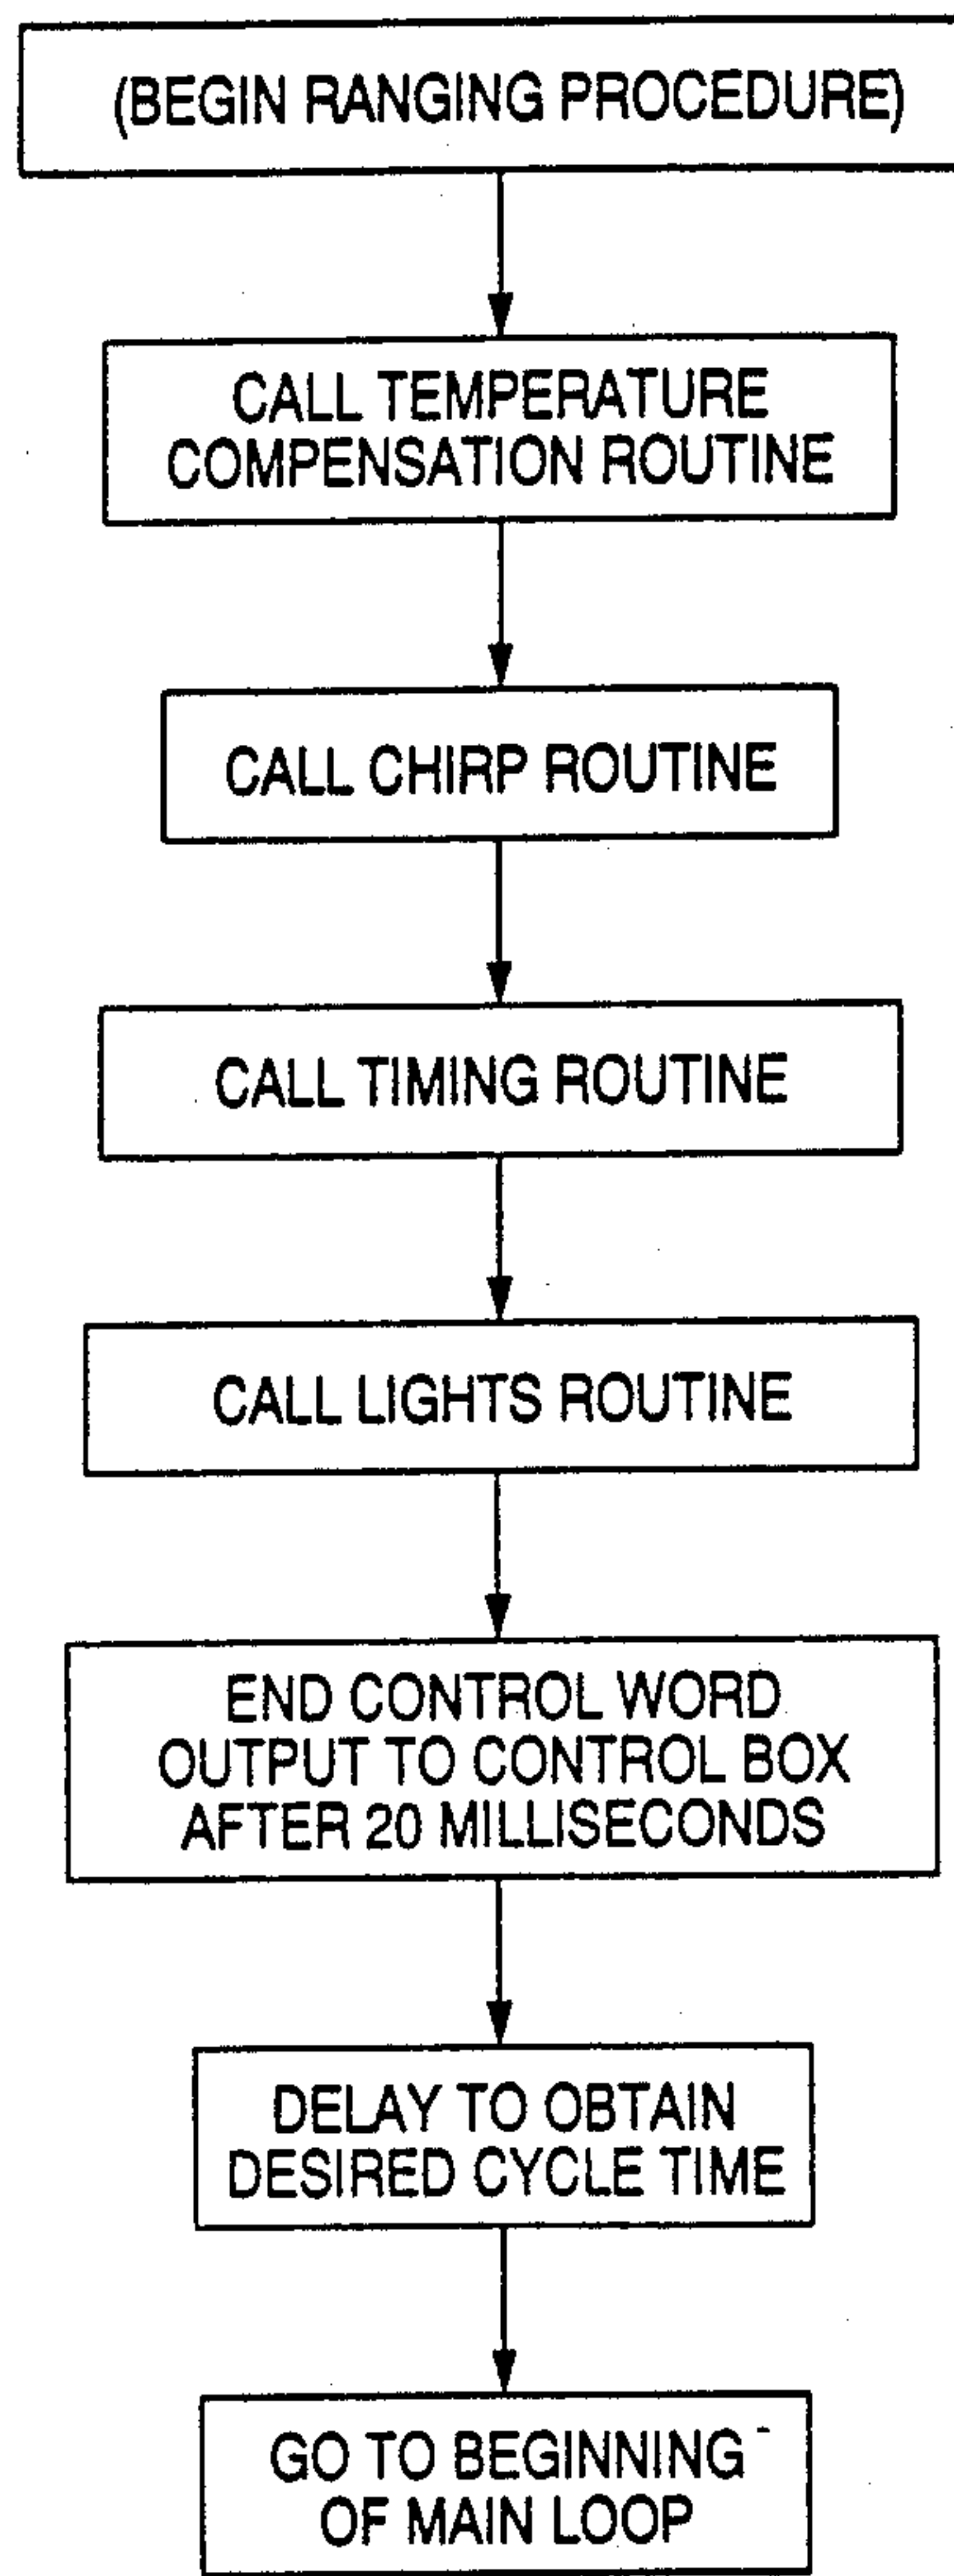 (BEGIN RANGING PROCEDURE)
CALL TEMPERATURE
COMPENSATION ROUTINE
CALL CHIRP ROUTINE
CALL TIMING ROUTINE
CALL LIGHTS ROUTINE
END CONTROL WORD
OUTPUT TO CONTROL BOX
AFTER 20 MILLISECONDS
DELAY TO OBTAIN
DESIRED CYCLE TIME
GO TO BEGINNING
OF MAIN LOOP